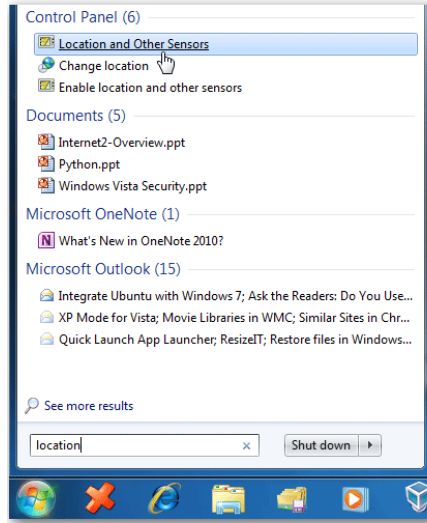 Control Panel (6)
Location and Other Sensors
Change location
Enable location and other sensors
Documents (5)
Internet2-Overview.ppt
Python.ppt
Windows Vista Security.ppt
Microsoft OneNote (1)
What's New in OneNote 2010?
Microsoft Outlook (15)
Integrate Ubuntu with Windows 7; Ask the Readers: Do You Use...
XP Mode for Vista; Movie Libraries in WMC; Similar Sites in Chr...
Quick Launch App Launcher; ResizeIT; Restore files in Windows...
See more results
location
Shut down